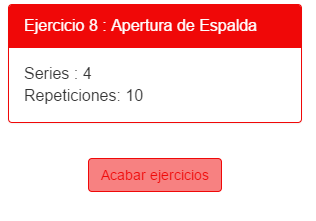 Ejercicio 8 : Apertura de Espalda
Series : 4
Repeticiones: 10
Acabar ejercicios